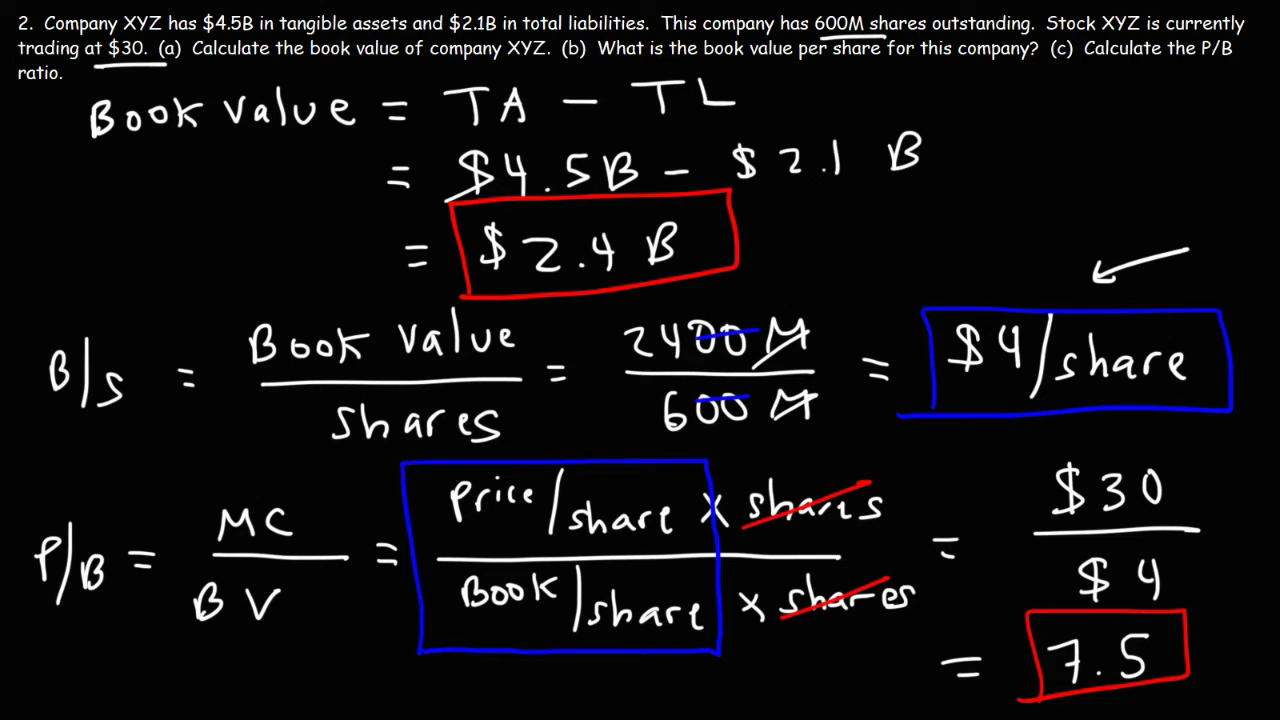 2. Company XYZ has $4.5B in tangible assets and $2.1B in total liabilities. This company has 600M shares outstanding. Stock XYZ is currently
trading at $30. (a) Calculate the book value of company XYZ. (b) What is the book value per share for this company? (c) Calculate the P/B
ratio.
Book Value = TA - TL
= $4.5B - $2.1 B
= $2.4 B
B/S = Book Value / shares = 2400 M / 600 M = $4/share
P/B = MC / BV = Price/share x shares / Book/share x shares = $30 / $4
= 7.5